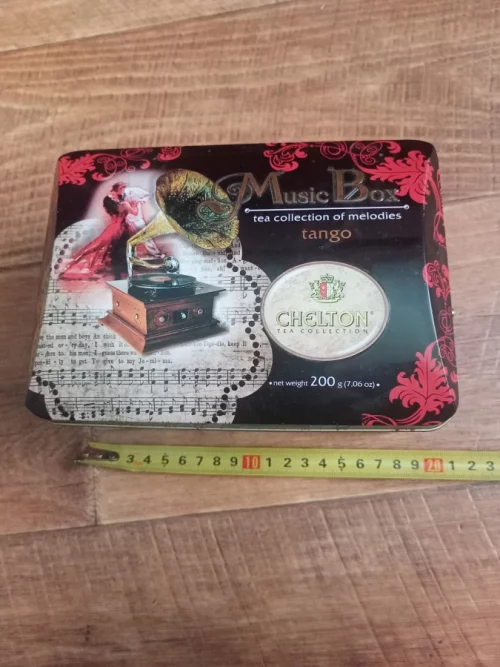 Music Box
tea collection of melodies
tango
CHELTON
TEA COLLECTION
• net weight 200 g (7,06 oz) •
3 4 5 6 7 8 9 10 1 2 3 4 5 6 7 8 9 20 1 2 3